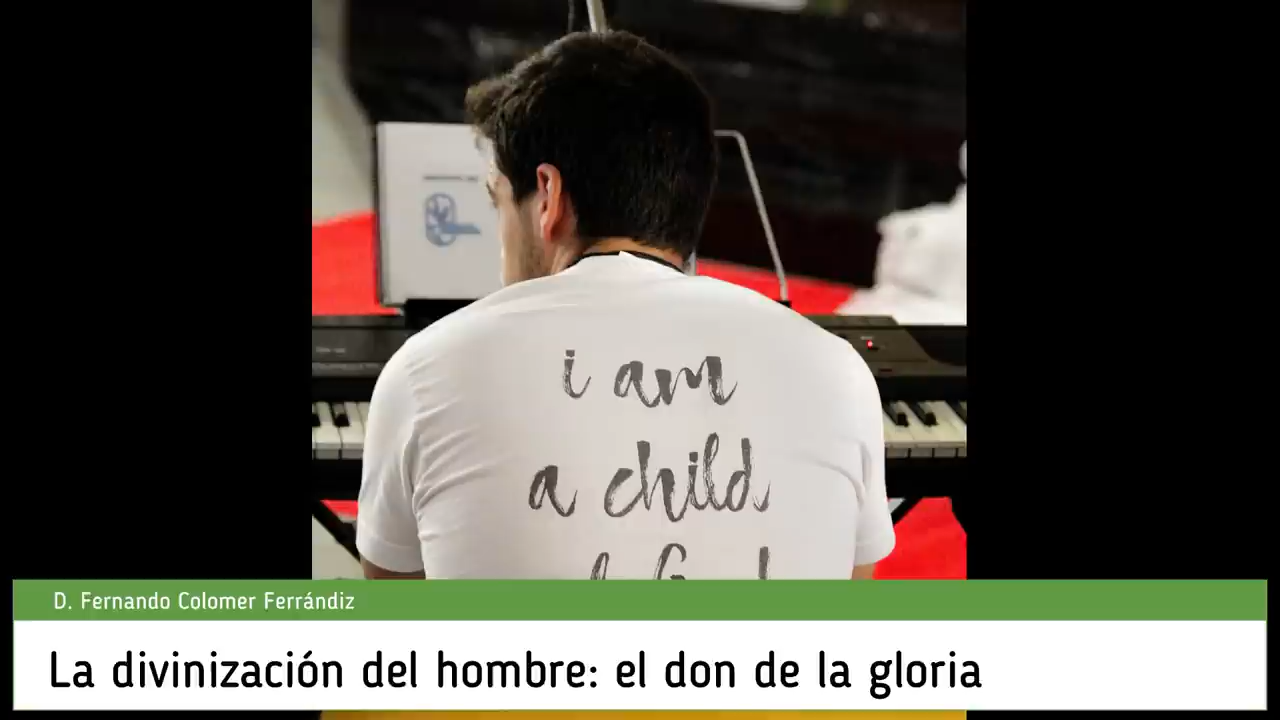 i am
a child
D. Fernando Colomer Ferrándiz
La divinización del hombre: el don de la gloria